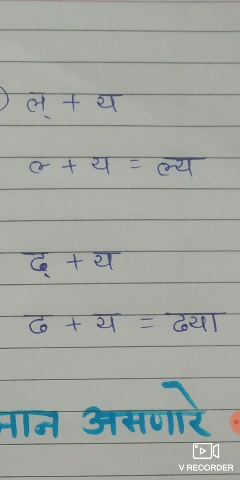 ल् + य
ल + य = ल्य
ढ् + य
ढ + य = ढ्या
मान असणारे
V RECORDER